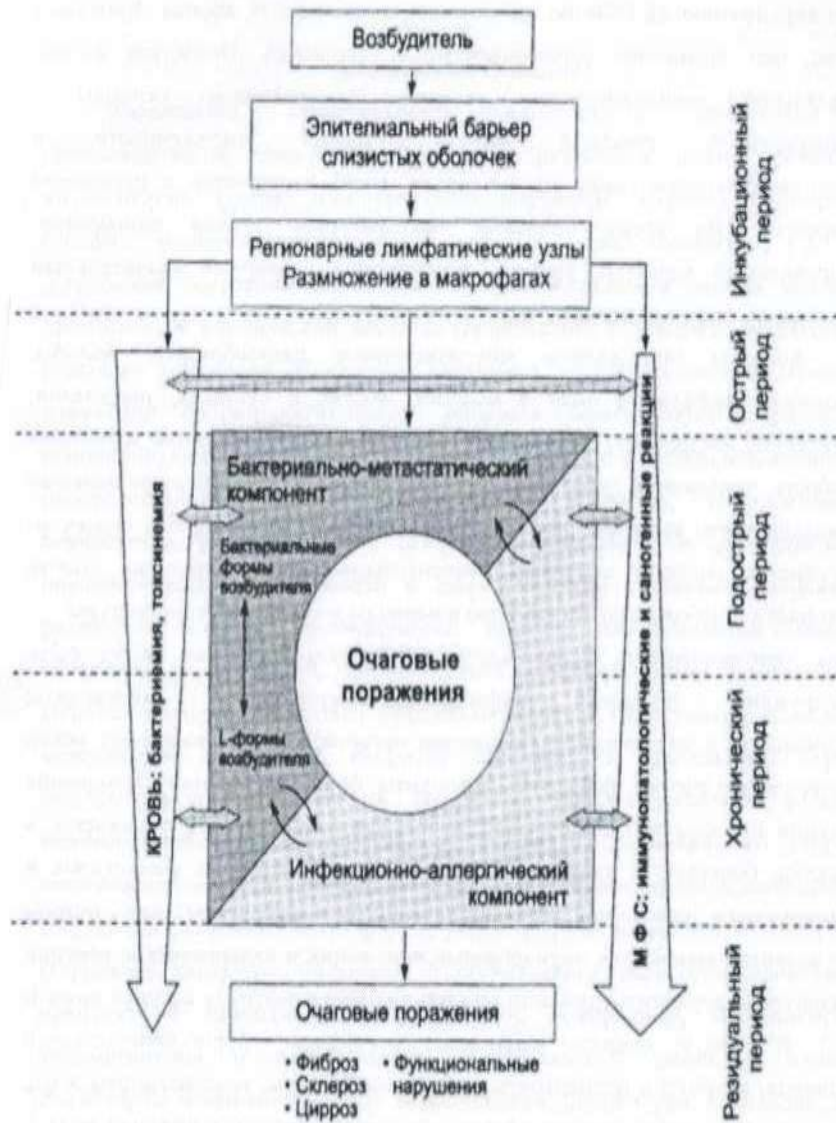 Возбудитель
Эпителиальный барьер
слизистых оболочек
Регионарные лимфатические узлы
Размножение в макрофагах
Инкубационный
период
Острый
период
Бактериально-метастатический
компонент
Бактериальные
формы
возбудителя
Подострый
период
Очаговые
поражения
L-формы
возбудителя
КРОВЬ: бактериемия, токсинемия
М Ф С: иммунопатологические и саногенные реакции
Хронический
период
Инфекционно-аллергический
компонент
Очаговые поражения
• Фиброз
• Склероз
• Цирроз
• Функциональные
нарушения
Резидуальный
период